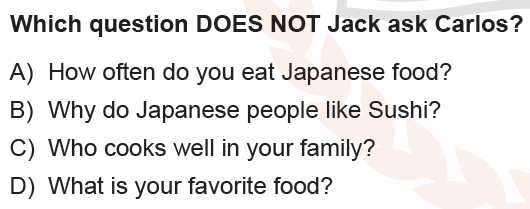 Which question DOES NOT Jack ask Carlos?
A) How often do you eat Japanese food?
B) Why do Japanese people like Sushi?
C) Who cooks well in your family?
D) What is your favorite food?